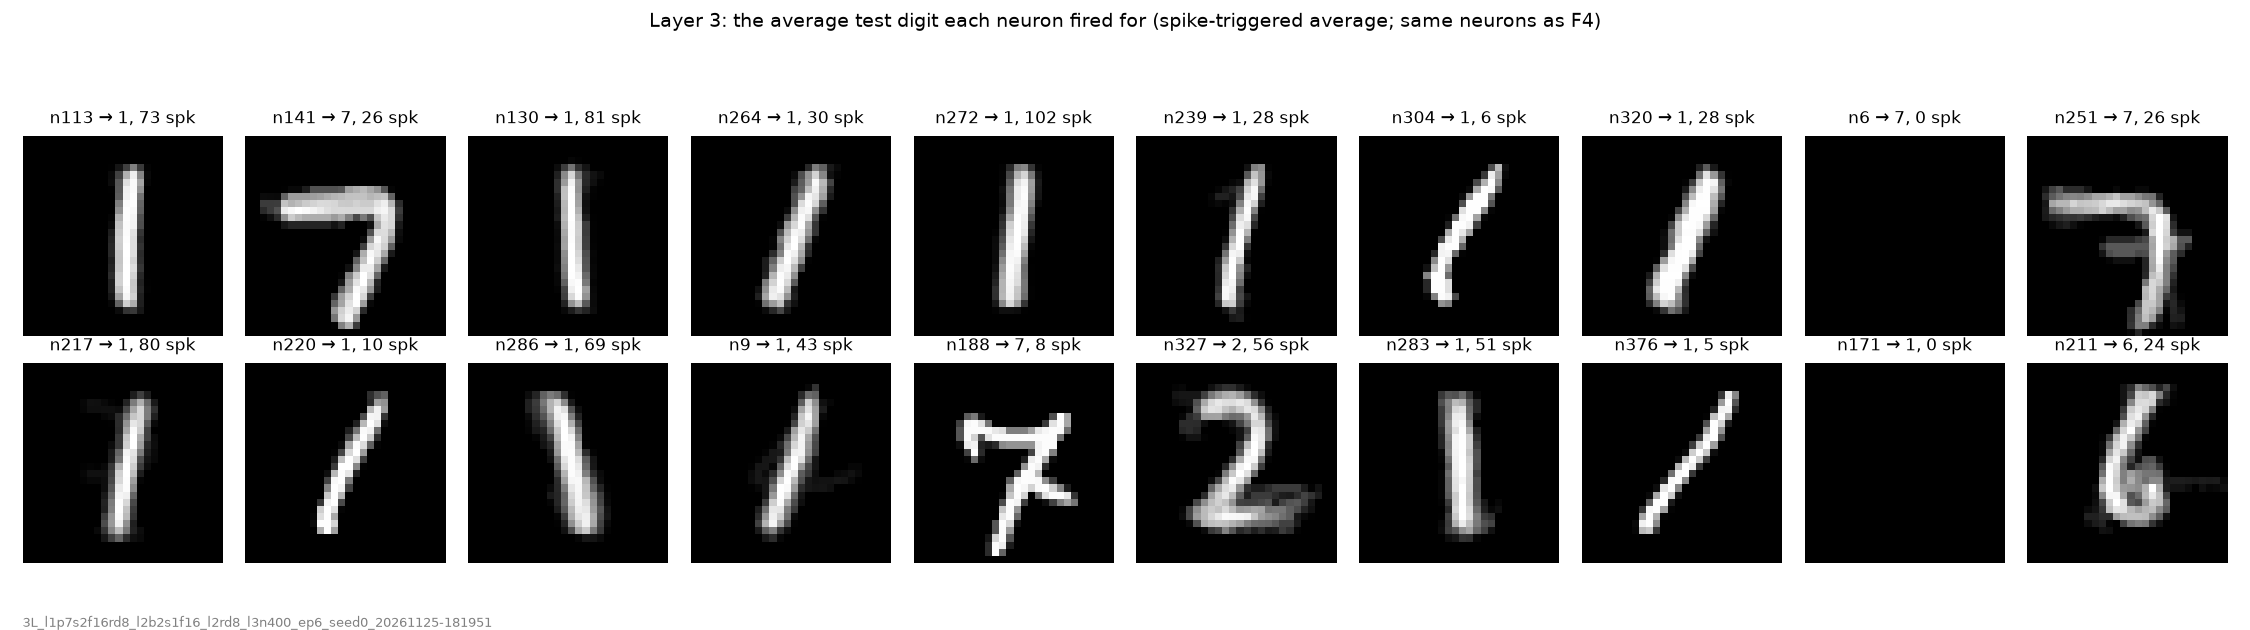 Layer 3: the average test digit each neuron fired for (spike-triggered average; same neurons as F4)
n113 → 1, 73 spk
n141 → 7, 26 spk
n130 → 1, 81 spk
n264 → 1, 30 spk
n272 → 1, 102 spk
n239 → 1, 28 spk
n304 → 1, 6 spk
n320 → 1, 28 spk
n6 → 7, 0 spk
n251 → 7, 26 spk
n217 → 1, 80 spk
n220 → 1, 10 spk
n286 → 1, 69 spk
n9 → 1, 43 spk
n188 → 7, 8 spk
n327 → 2, 56 spk
n283 → 1, 51 spk
n376 → 1, 5 spk
n171 → 1, 0 spk
n211 → 6, 24 spk
3L_l1p7s2f16rd8_l2b2s1f16_l2rd8_l3n400_ep6_seed0_20261125-181951